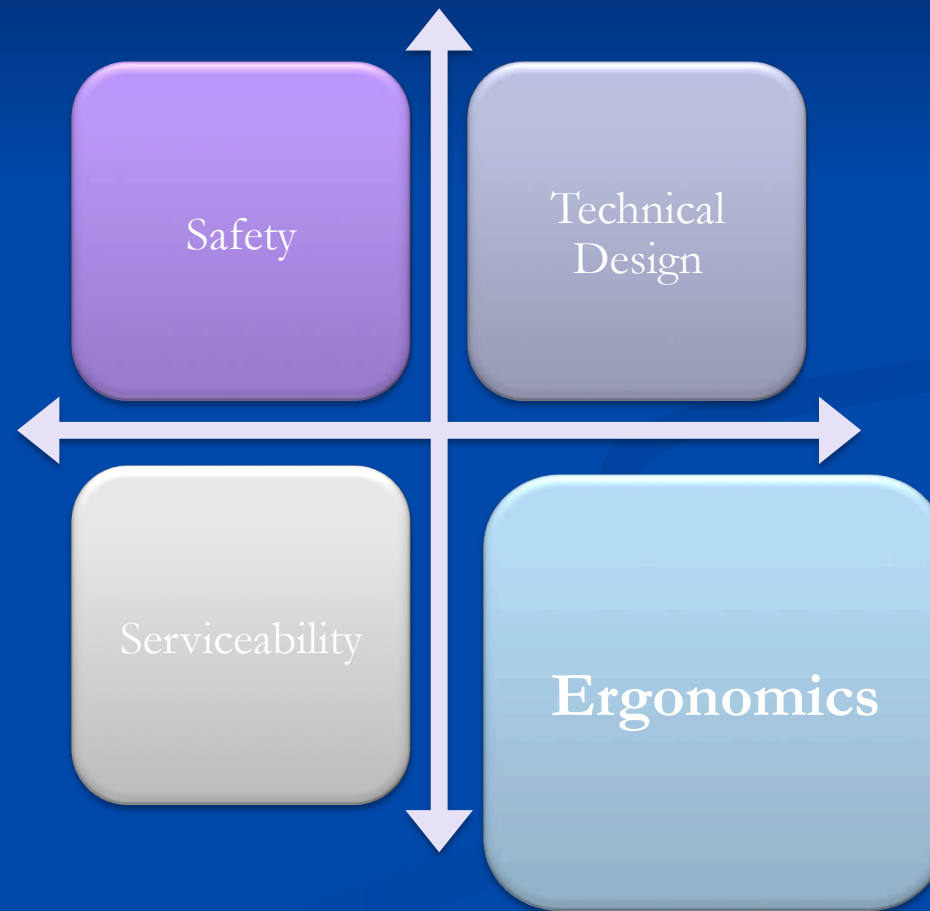 Safety
Technical
Design
Serviceability
Ergonomics